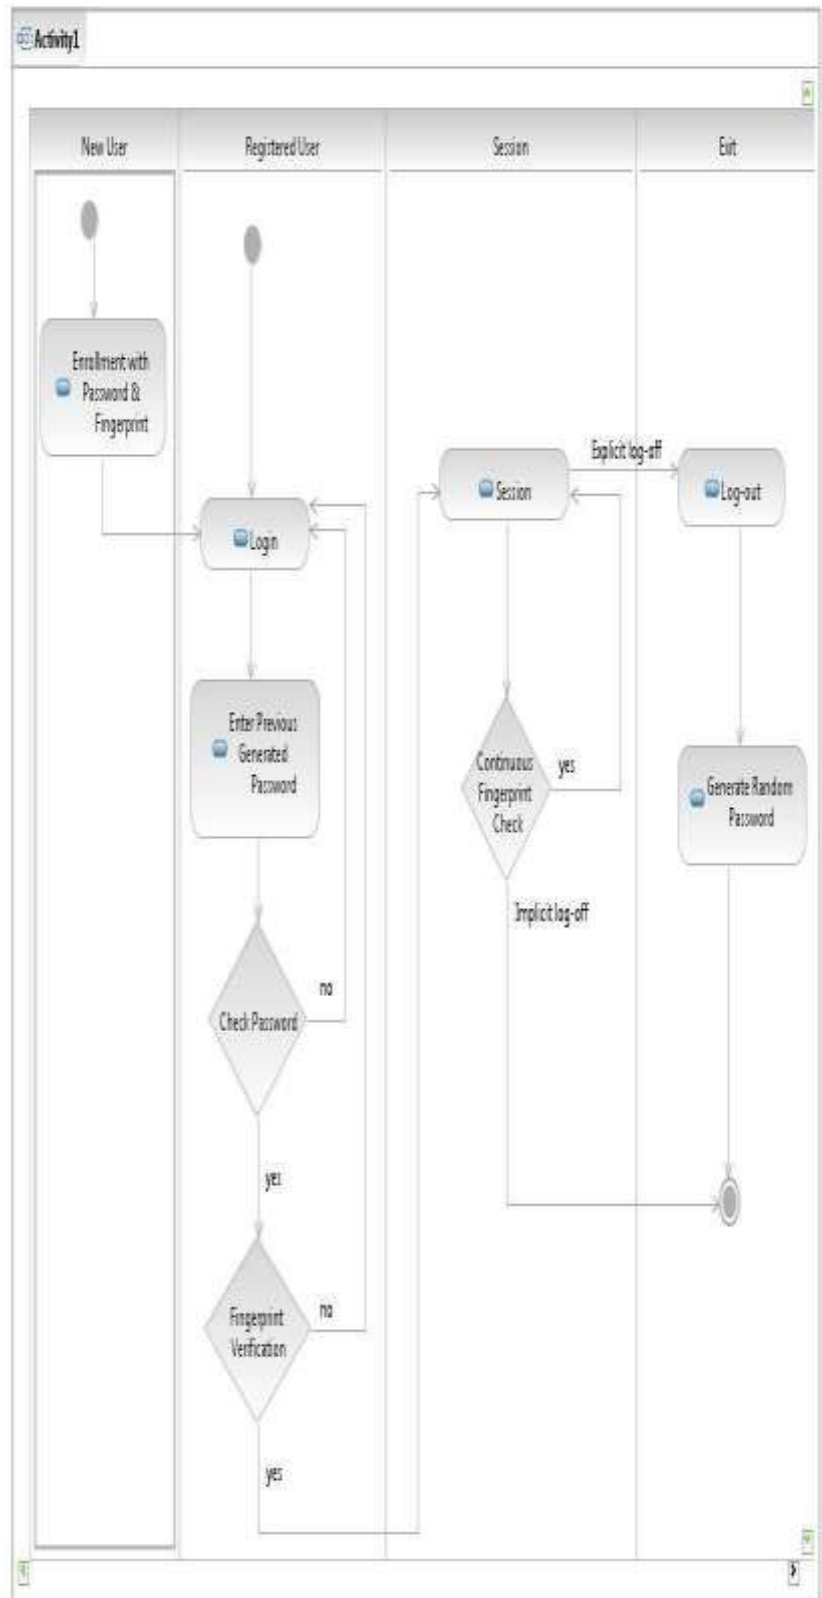 Activity1
New User
Registered User
Session
Exit
Enrollment with
Password &
Fingerprint
Login
Enter Previous
Generated
Password
Check Password
no
yes
Fingerprint
Verification
no
yes
Session
Explicit log-off
Continuous
Fingerprint
Check
yes
Implicit log-off
Log-out
Generate Random
Password